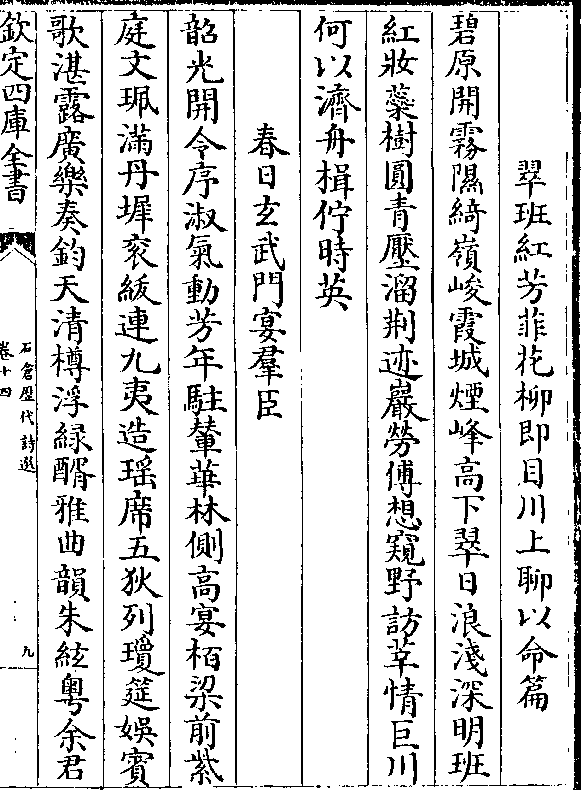 翠班紅芳菲花柳即目川上聊以命篇
碧原開霧隰綺嶺峻霞城煙峰高下翠日浪淺深明班
紅妝蘂樹圓青壓溜荆迹巖勞傅想窺野訪莘情巨川
何以濟舟楫佇時英
春日玄武門宴羣臣
韶光開令序淑氣動芳年駐輦華林側高宴栢梁前紫
庭文珮滿丹墀衮紱連九夷造瑶席五狄列瓊筵娛賓
歌湛露廣樂奏鈞天清樽浮緑醑雅曲韻朱絃粤余君
欽定四庫全書
石倉歴代詩選
卷十四
九